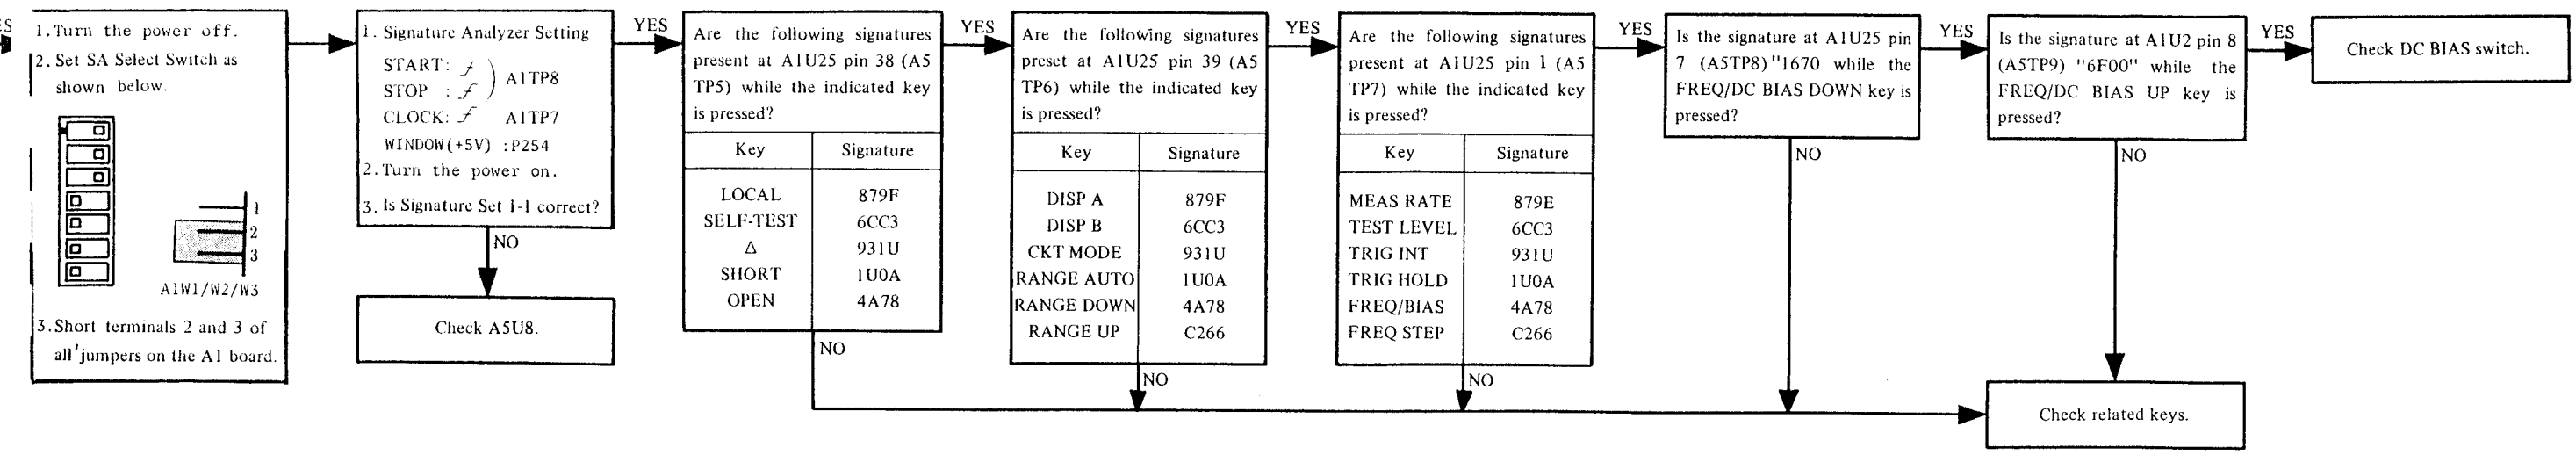 1. Turn the power off.
2. Set SA Select Switch as
shown below.
1
2
3
A1W1/W2/W3
3. Short terminals 2 and 3 of
all jumpers on the A1 board.
1. Signature Analyzer Setting
START: ƒ
STOP : ƒ
) A1TP8
CLOCK: ƒ A1TP7
WINDOW(+5V) :P254
2. Turn the power on.
3. Is Signature Set 1-1 correct?
NO
Check A5U8.
YES
Are the following signatures
present at A1U25 pin 38 (A5
TP5) while the indicated key
is pressed?
Key Signature
LOCAL 879F
SELF-TEST 6CC3
Δ 931U
SHORT 1U0A
OPEN 4A78
NO
YES
Are the following signatures
preset at A1U25 pin 39 (A5
TP6) while the indicated key
is pressed?
Key Signature
DISP A 879F
DISP B 6CC3
CKT MODE 931U
RANGE AUTO 1U0A
RANGE DOWN 4A78
RANGE UP C266
NO
YES
Are the following signatures
present at A1U25 pin 1 (A5
TP7) while the indicated key
is pressed?
Key Signature
MEAS RATE 879E
TEST LEVEL 6CC3
TRIG INT 931U
TRIG HOLD 1U0A
FREQ/BIAS 4A78
FREQ STEP C266
NO
YES
Is the signature at A1U25 pin
7 (A5TP8) "1670 while the
FREQ/DC BIAS DOWN key is
pressed?
NO
YES
Is the signature at A1U2 pin 8
(A5TP9) "6F00" while the
FREQ/DC BIAS UP key is
pressed?
NO
YES
Check DC BIAS switch.
Check related keys.